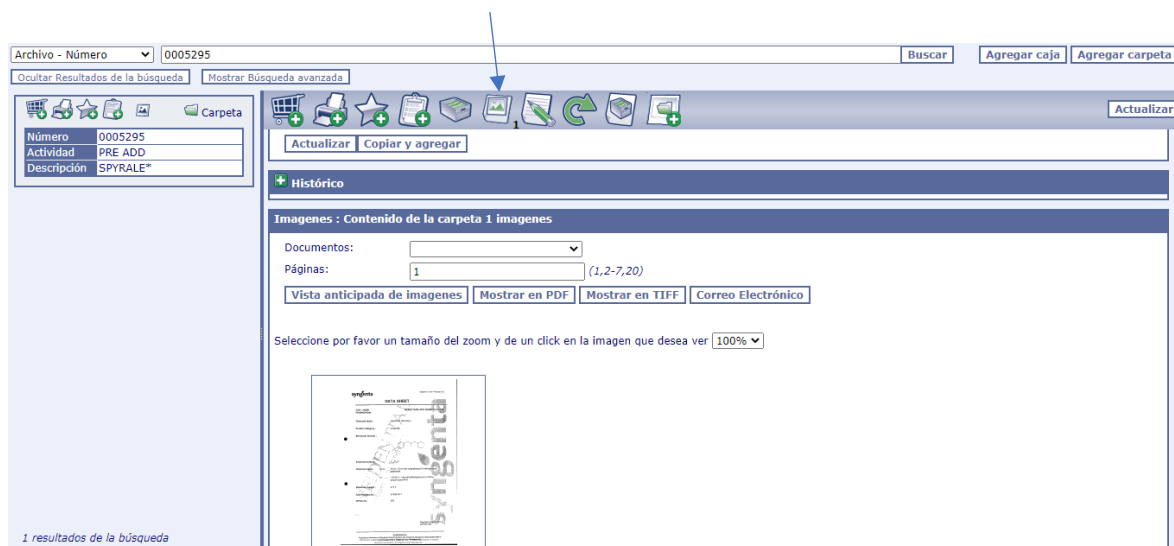 Archivo - Número
0005295
Buscar
Agregar caja
Agregar carpeta
Ocultar Resultados de la búsqueda
Mostrar Búsqueda avanzada
Carpeta
Número 0005295
Actividad PRE ADD
Descripción SPYRALE*
1
Actualizar
Actualizar
Copiar y agregar
Histórico
Imagenes : Contenido de la carpeta 1 imagenes
Documentos:
Páginas: 1 (1,2-7,20)
Vista anticipada de imagenes
Mostrar en PDF
Mostrar en TIFF
Correo Electrónico
Seleccione por favor un tamaño del zoom y de un click en la imagen que desea ver 100%
syngenta
DATA SHEET
syngenta
1 resultados de la búsqueda